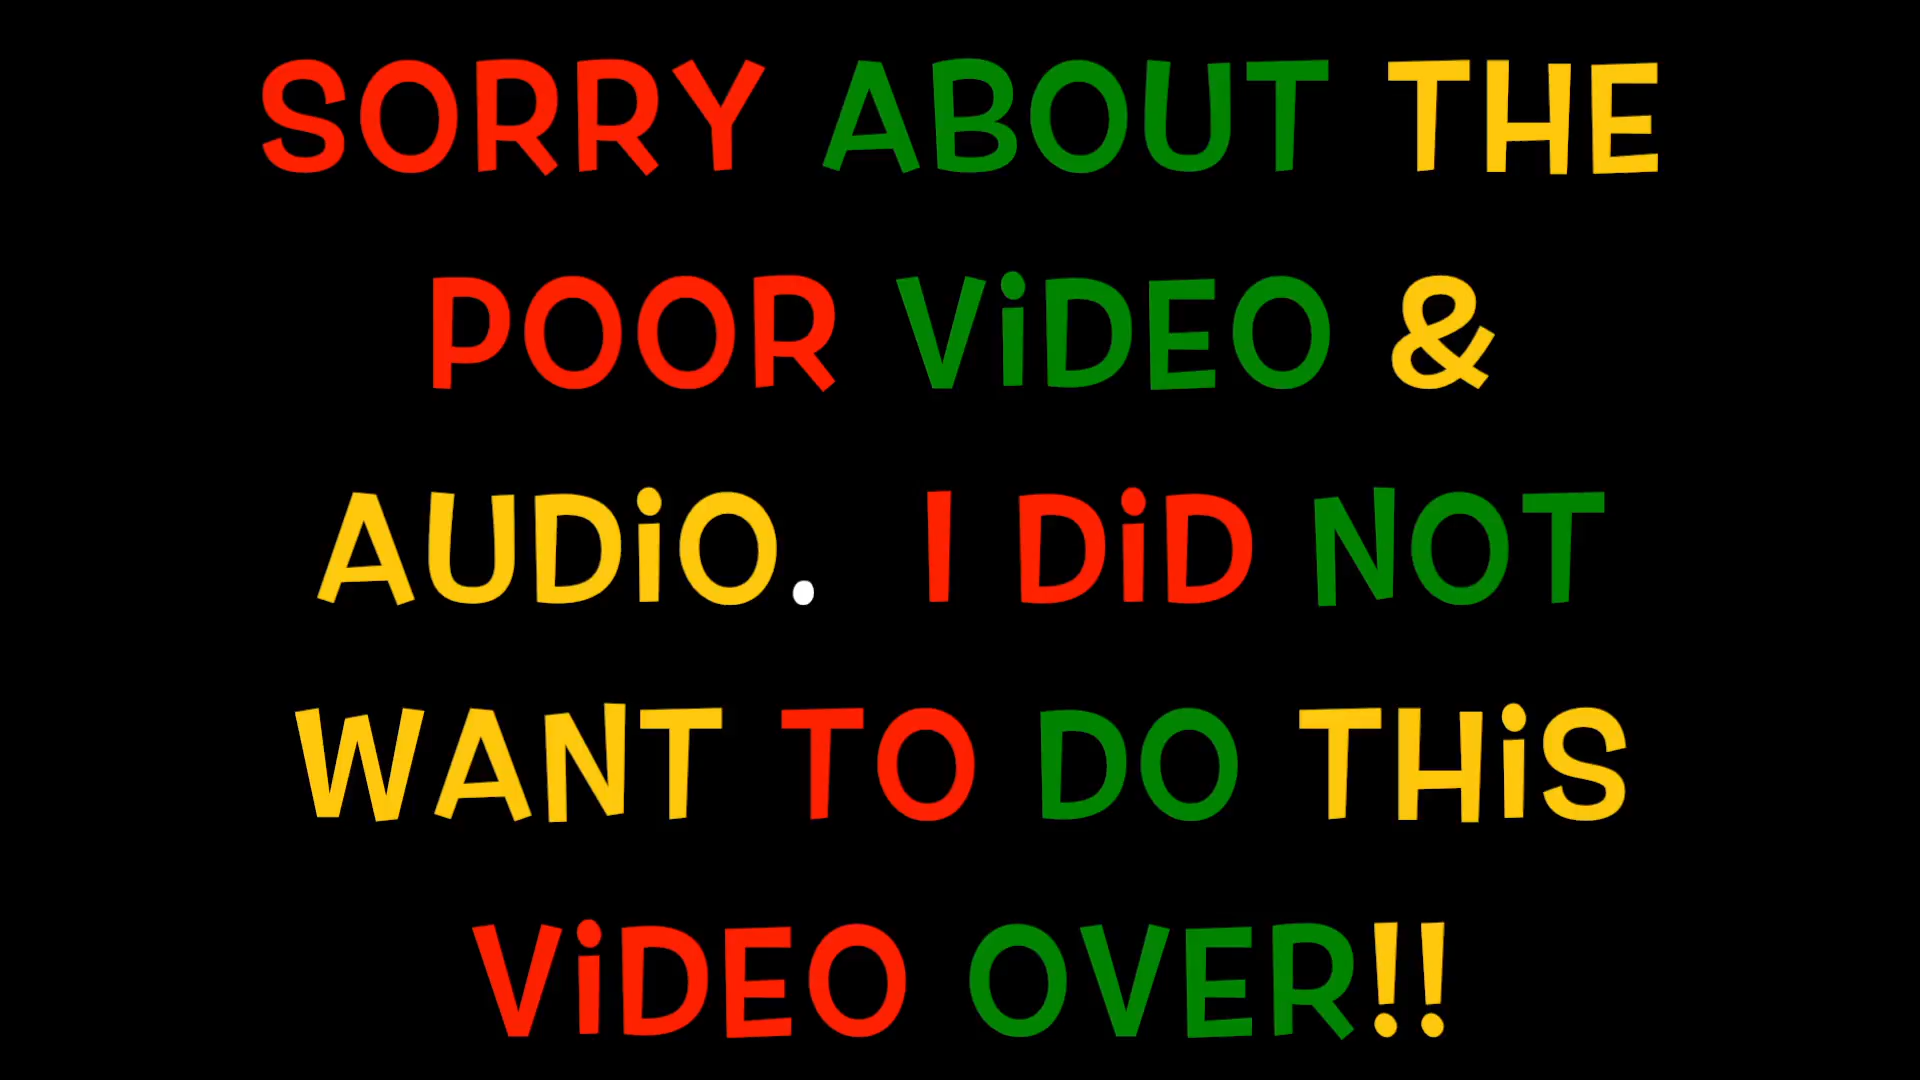 SORRY ABOUT THE
POOR ViDEO &
AUDiO.  I DiD NOT
WANT TO DO THiS
ViDEO OVER!!